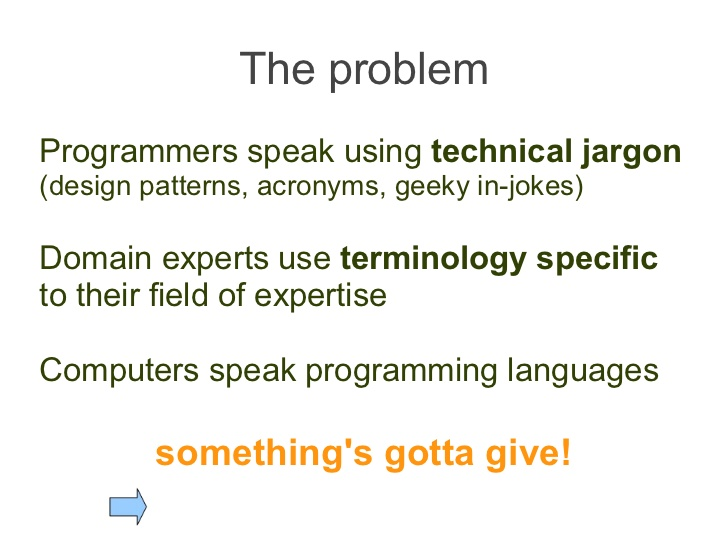 The problem
Programmers speak using technical jargon
(design patterns, acronyms, geeky in-jokes)
Domain experts use terminology specific
to their field of expertise
Computers speak programming languages
something's gotta give!